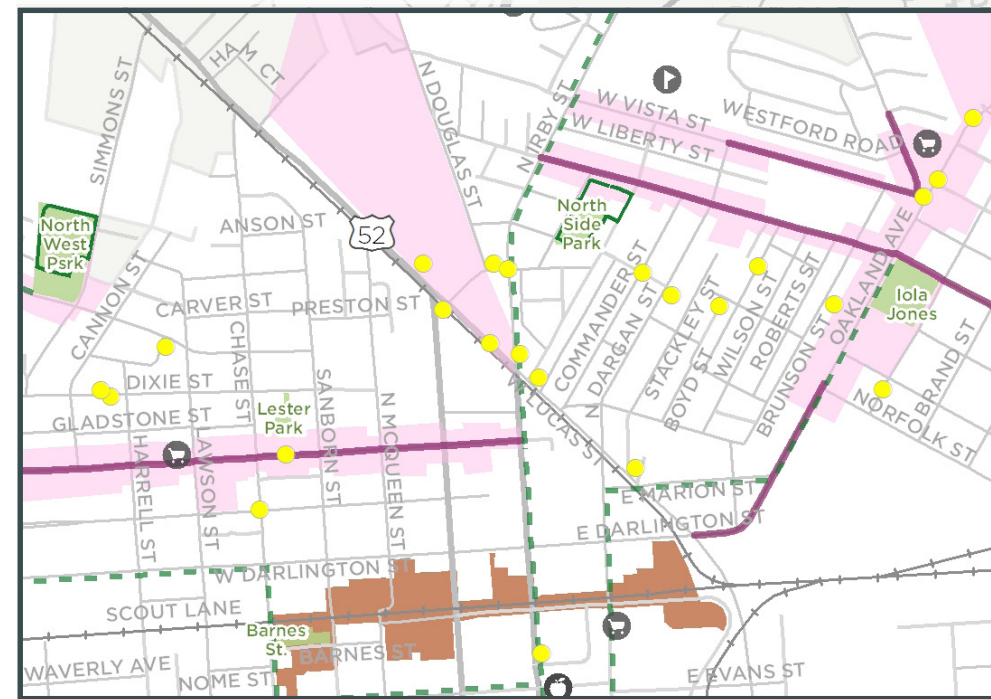 HAM CT
SIMMONS ST
N DOUGLAS ST
N IRBY ST
W VISTA ST
W LIBERTY ST
WESTFORD ROAD
North
West
Psrk
ANSON ST
52
North
Side
Park
OAKLAND AVE
CANNON ST
CARVER ST
PRESTON ST
COMMANDER ST
N DARGAN ST
STACKLEY ST
BOYD ST
WILSON ST
ROBERTS ST
BRUNSON ST
Iola
Jones
BRAND ST
NORFOLK ST
CHASE ST
DIXIE ST
GLADSTONE ST
Lester
Park
SANBORN ST
N MCQUEEN ST
W LUCAS ST
HARRELL ST
LAWSON ST
E MARION ST
E DARLINGTON ST
W DARLINGTON ST
SCOUT LANE
Barnes
St.
BARNES ST
WAVERLY AVE
NOME ST
E EVANS ST